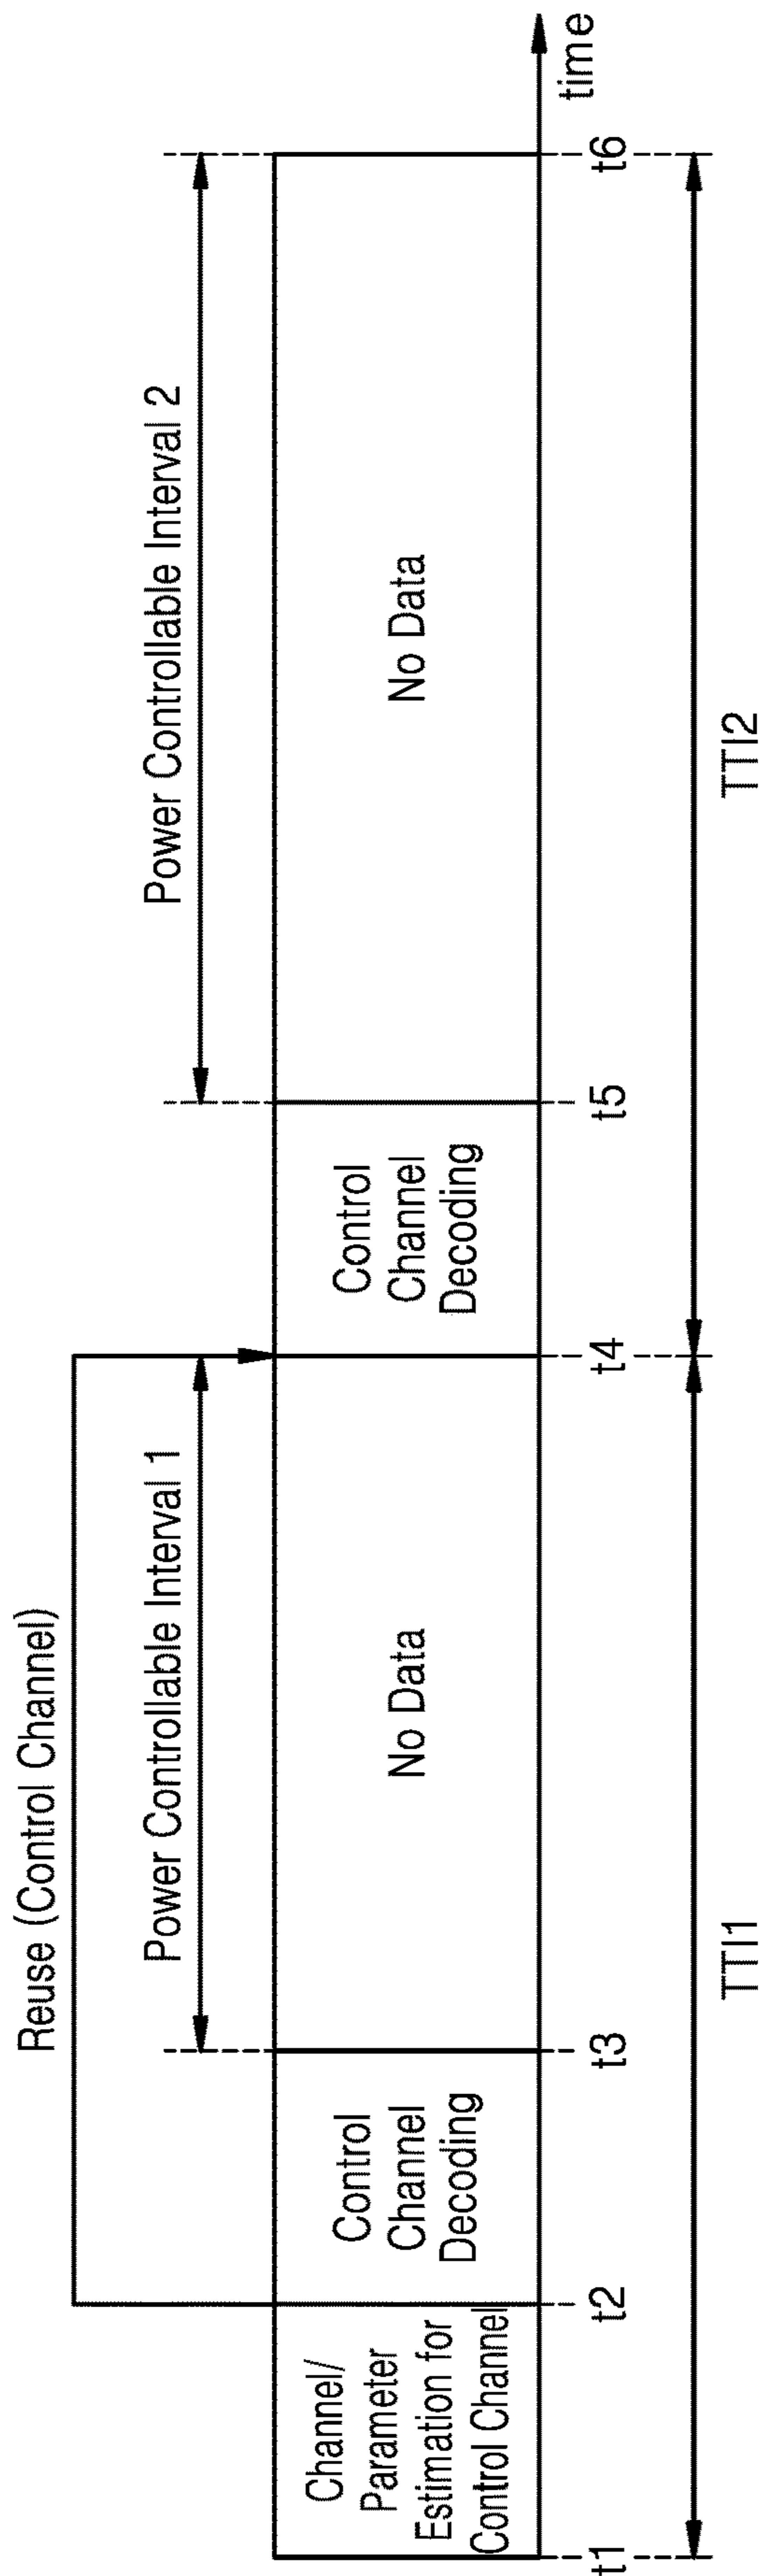 Reuse (Control Channel)
Power Controllable Interval 1
Power Controllable Interval 2
Channel/
Parameter
Estimation for
Control Channel
Control
Channel
Decoding
No Data
Control
Channel
Decoding
No Data
t1
t2
t3
t4
t5
t6
time
TTI1
TTI2